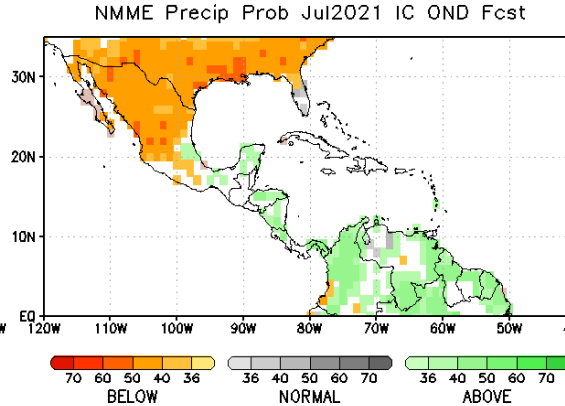 NMME Precip Prob Jul2021 IC OND Fcst
30N
20N
10N
EQ
W 120W 110W 100W 90W 80W 70W 60W 50W 4
70 60 50 40 36 36 40 50 60 70 36 40 50 60 70
BELOW NORMAL ABOVE